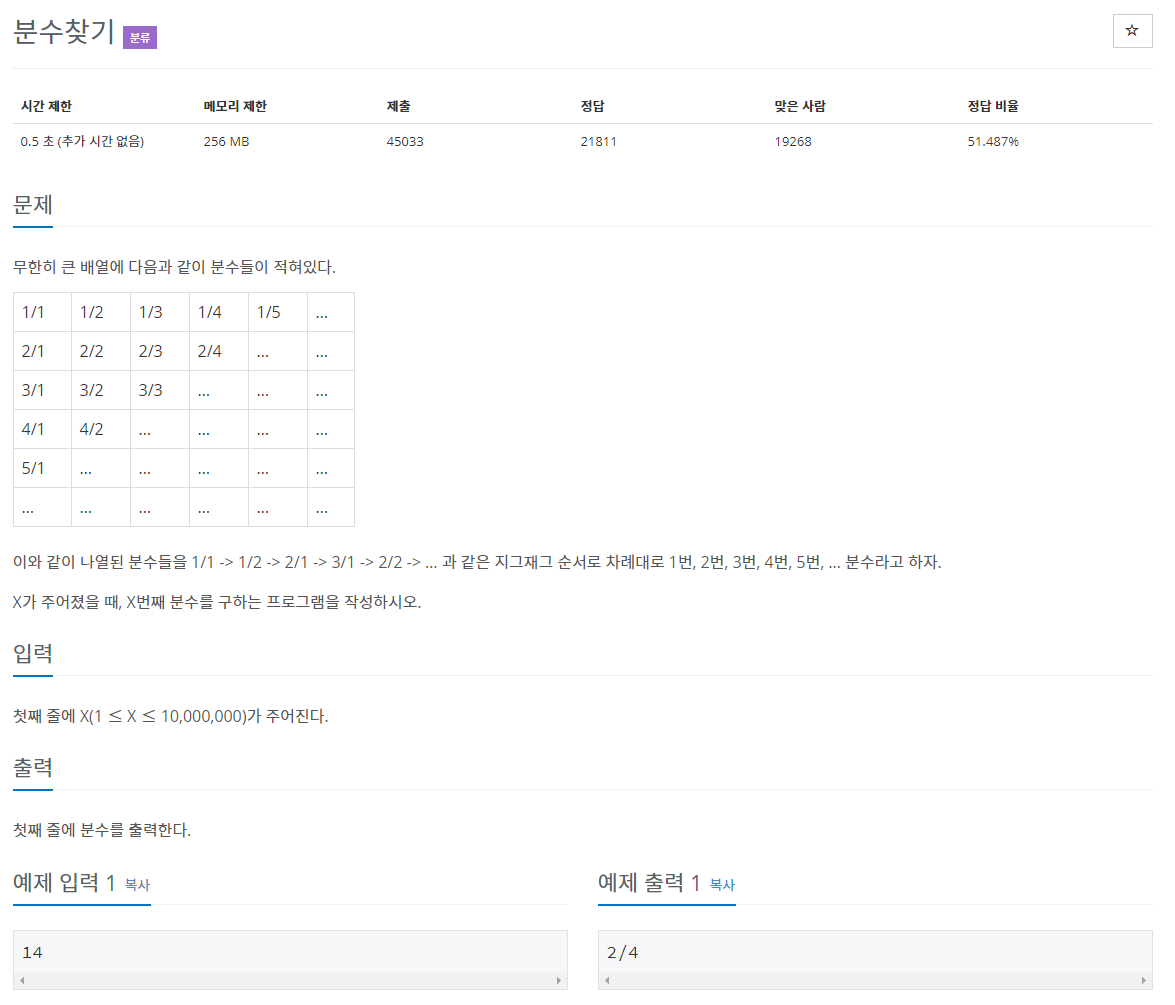 분수찾기 분류
☆
시간 제한 메모리 제한 제출 정답 맞은 사람 정답 비율
0.5 초 (추가 시간 없음) 256 MB 45033 21811 19268 51.487%
문제
무한히 큰 배열에 다음과 같이 분수들이 적혀있다.
1/1 1/2 1/3 1/4 1/5 ...
2/1 2/2 2/3 2/4 ... ...
3/1 3/2 3/3 ... ... ...
4/1 4/2 ... ... ... ...
5/1 ... ... ... ... ...
... ... ... ... ... ...
이와 같이 나열된 분수들을 1/1 -> 1/2 -> 2/1 -> 3/1 -> 2/2 -> ... 과 같은 지그재그 순서로 차례대로 1번, 2번, 3번, 4번, 5번, ... 분수라고 하자.
X가 주어졌을 때, X번째 분수를 구하는 프로그램을 작성하시오.
입력
첫째 줄에 X(1 ≤ X ≤ 10,000,000)가 주어진다.
출력
첫째 줄에 분수를 출력한다.
예제 입력 1 복사
14
예제 출력 1 복사
2/4